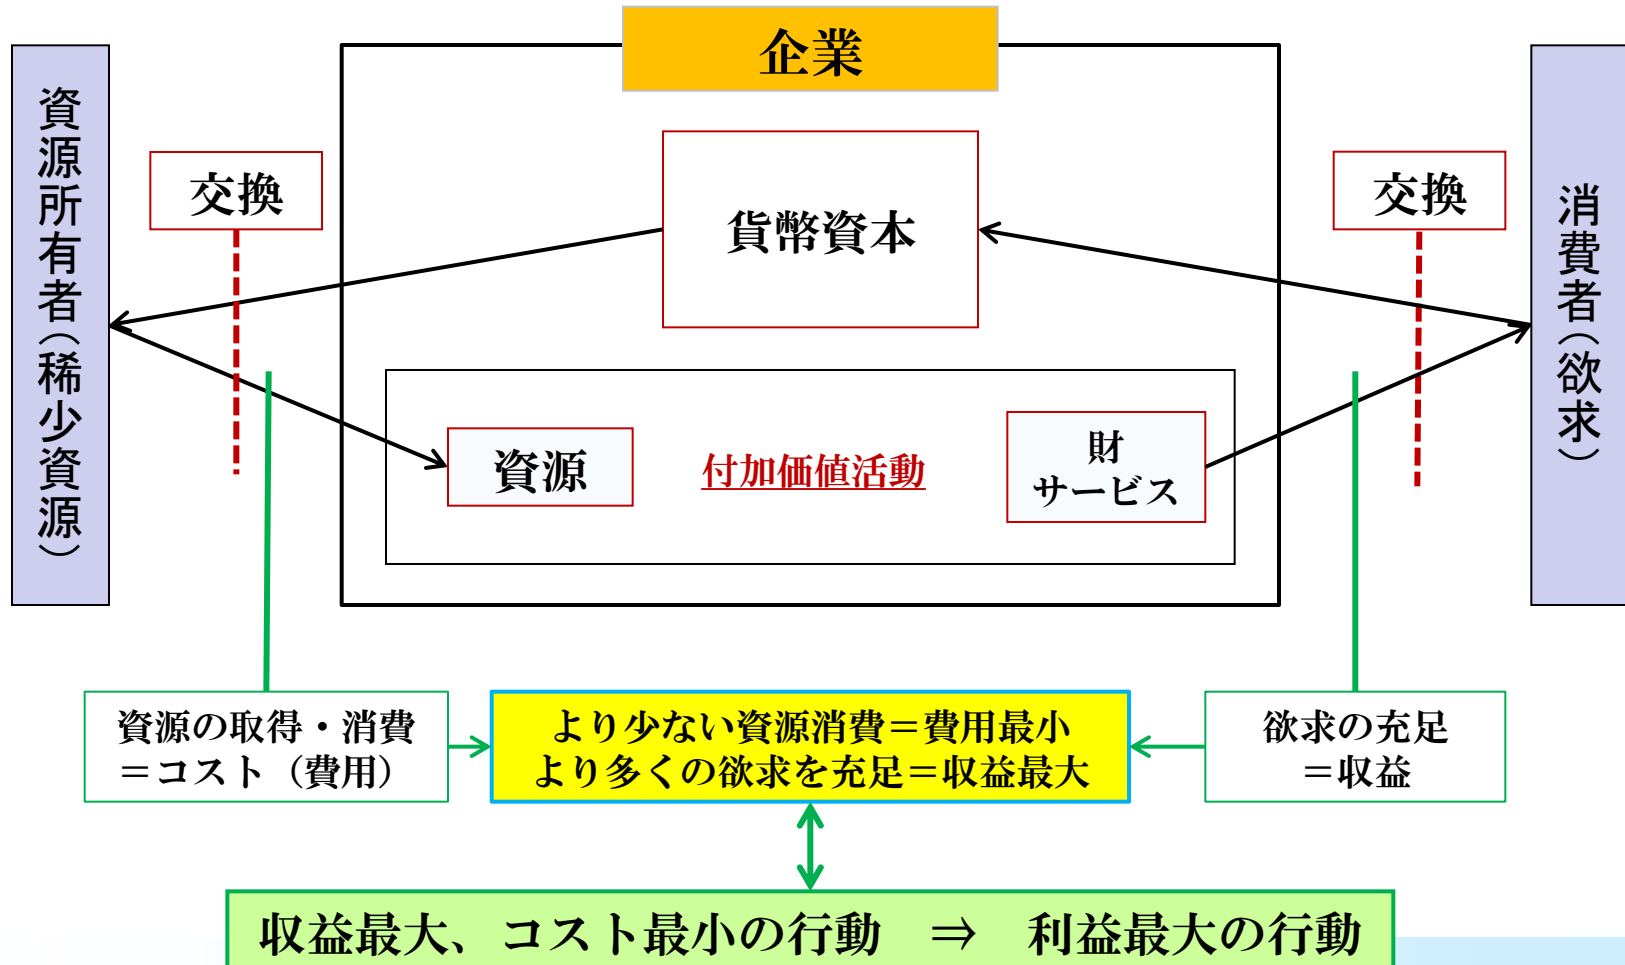 企業
資源所有者（稀少資源）
交換
貨幣資本
交換
消費者（欲求）
資源
付加価値活動
財
サービス
資源の取得・消費
＝コスト（費用）
より少ない資源消費＝費用最小
より多くの欲求を充足＝収益最大
欲求の充足
＝収益
収益最大、コスト最小の行動　⇒　利益最大の行動